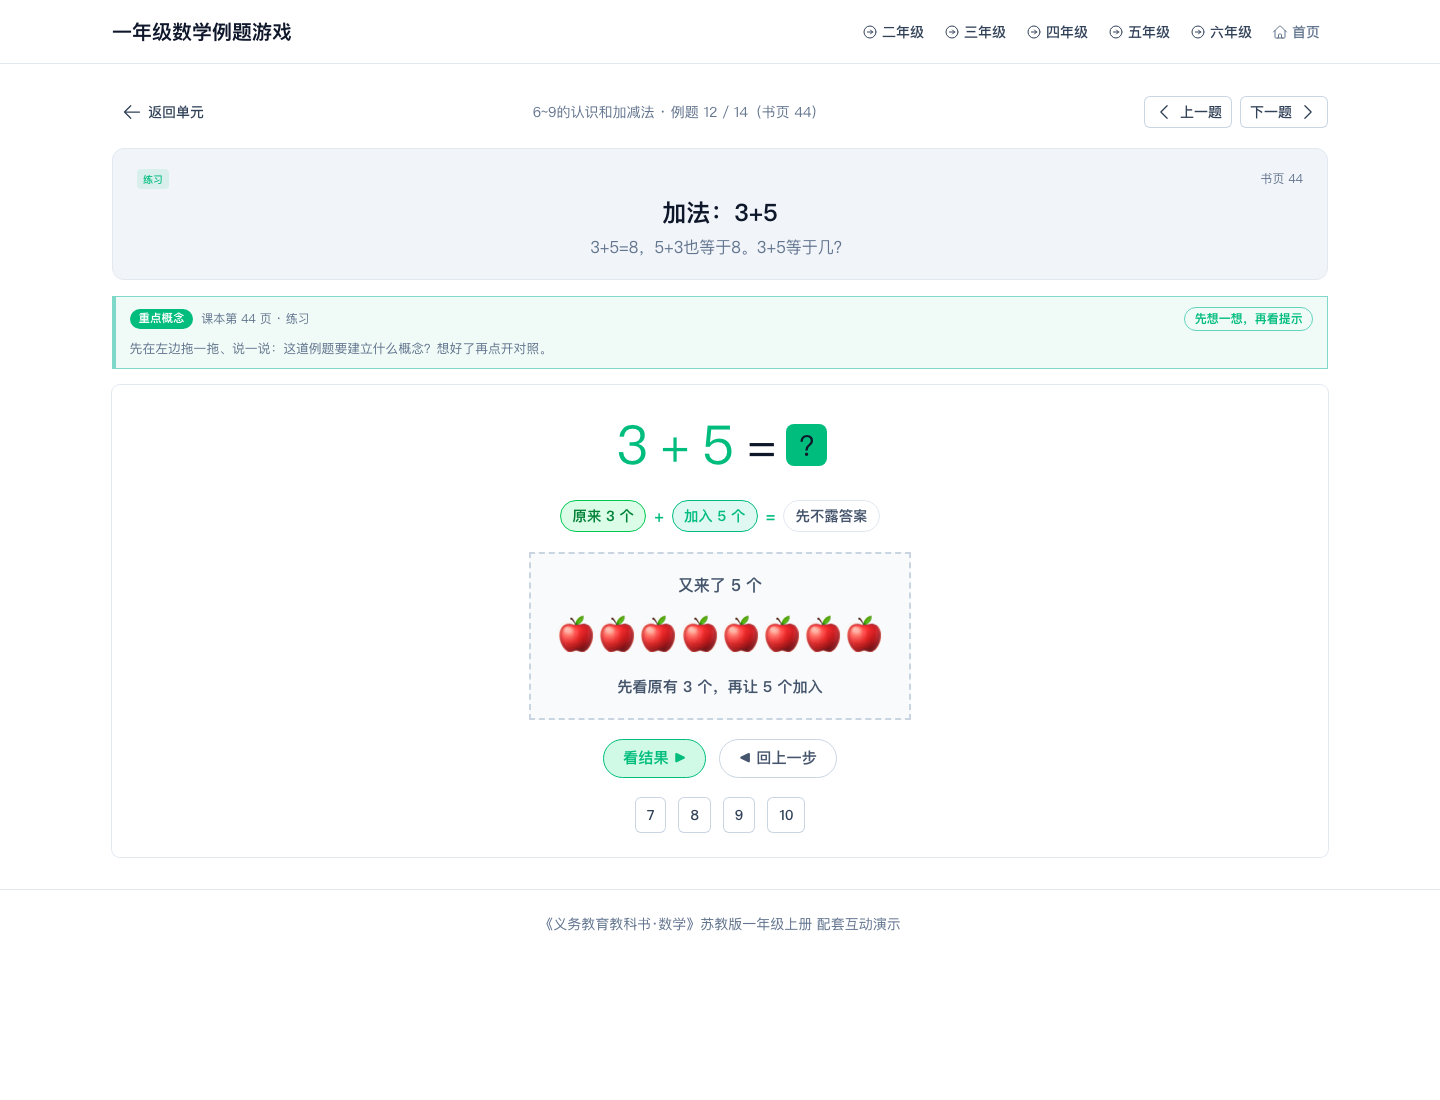 一年级数学例题游戏
二年级 三年级 四年级 五年级 六年级 首页
返回单元
6~9的认识和加减法 · 例题 12 / 14（书页 44）
上一题 下一题
练习
书页 44
加法：3+5
3+5=8，5+3也等于8。3+5等于几？
重点概念 课本第 44 页 · 练习
先想一想，再看提示
先在左边拖一拖、说一说：这道例题要建立什么概念？想好了再点开对照。
3 + 5 = ?
原来 3 个 + 加入 5 个 = 先不露答案
又来了 5 个
先看原有 3 个，再让 5 个加入
看结果 ▶ ◀ 回上一步
7 8 9 10
《义务教育教科书·数学》苏教版一年级上册 配套互动演示